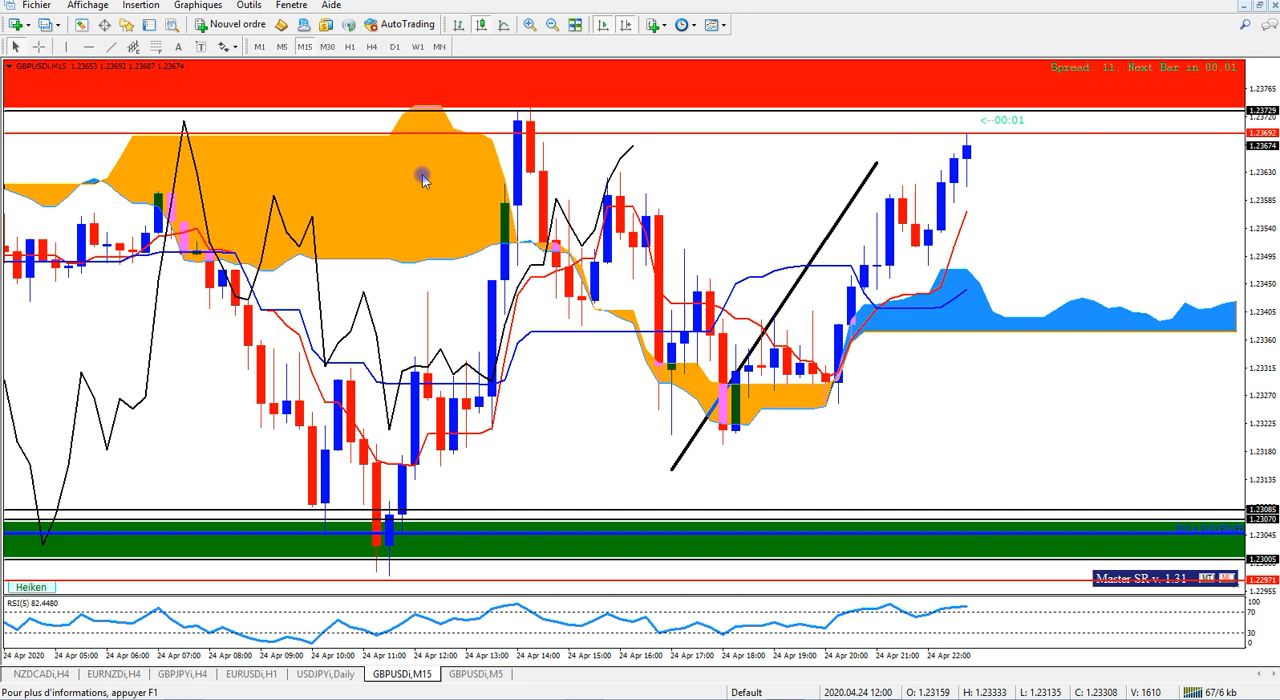 Fichier Affichage Insertion Graphiques Outils Fenetre Aide
Nouvel ordre AutoTrading
A T M1 M5 M15 M30 H1 H4 D1 W1 MN
GBPUSDi,M15 1.23653 1.23692 1.23607 1.23674
Spread: 11. Next Bar in 00:01
<--00:01
1.23765
1.23729
1.23720
1.23692
1.23674
1.23630
1.23585
1.23540
1.23495
1.23450
1.23405
1.23360
1.23315
1.23270
1.23225
1.23180
1.23135
1.23085
1.23070
1.23045
1.23005
1.22971
1.22955
Master SR v. 1.31
Heiken
RSI(5) 82.4480
100
70
30
0
24 Apr 2020 24 Apr 05:00 24 Apr 06:00 24 Apr 07:00 24 Apr 08:00 24 Apr 09:00 24 Apr 10:00 24 Apr 11:00 24 Apr 12:00 24 Apr 13:00 24 Apr 14:00 24 Apr 15:00 24 Apr 16:00 24 Apr 17:00 24 Apr 18:00 24 Apr 19:00 24 Apr 20:00 24 Apr 21:00 24 Apr 22:00
NZDCADi,H4 EURNZDi,H4 GBPJPYi,H4 EURUSDi,H1 USDJPYi,Daily GBPUSDi,M15 GBPUSDi,M5
Pour plus d'informations, appuyer F1 Default 2020.04.24 12:00 O: 1.23159 H: 1.23333 L: 1.23135 C: 1.23308 V: 1610 67/6 kb